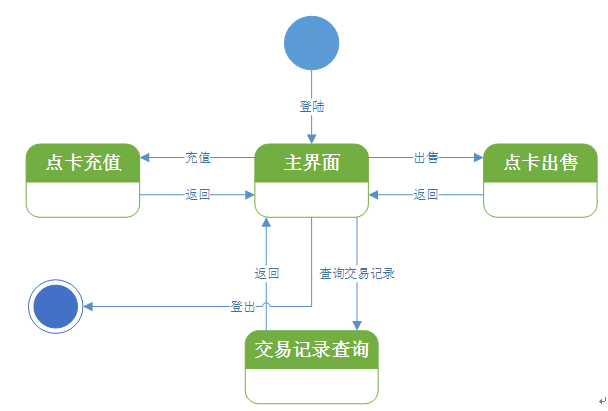 登陆
点卡充值
充值
主界面
出售
点卡出售
返回
返回
返回
查询交易记录
登出
交易记录查询